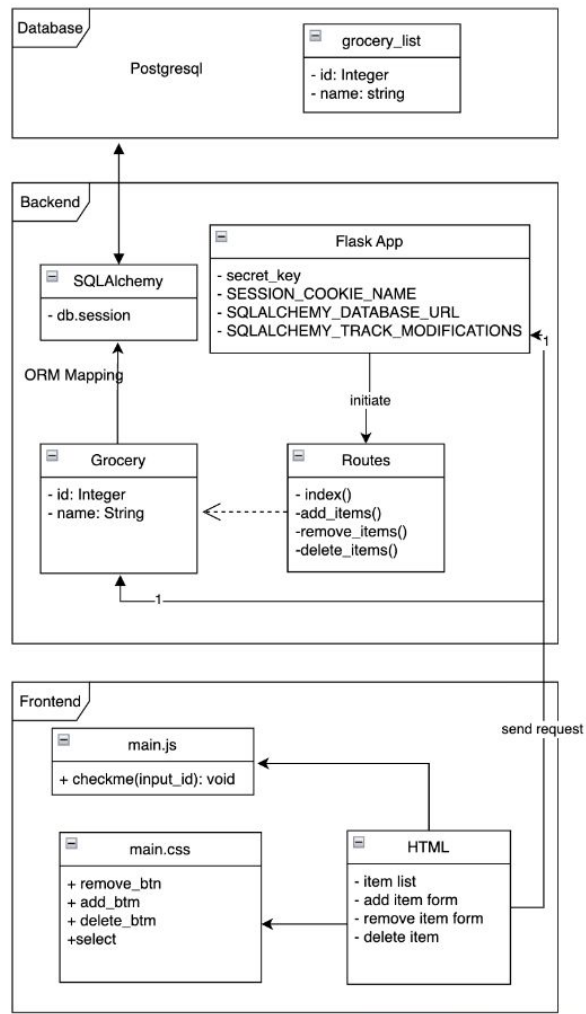 Database
Postgresql
grocery_list
- id: Integer
- name: string
Backend
SQLAlchemy
- db.session
Flask App
- secret_key
- SESSION_COOKIE_NAME
- SQLALCHEMY_DATABASE_URL
- SQLALCHEMY_TRACK_MODIFICATIONS
1
ORM Mapping
initiate
Grocery
- id: Integer
- name: String
Routes
- index()
-add_items()
-remove_items()
-delete_items()
1
Frontend
send request
main.js
+ checkme(input_id): void
main.css
+ remove_btn
+ add_btm
+ delete_btm
+select
HTML
- item list
- add item form
- remove item form
- delete item